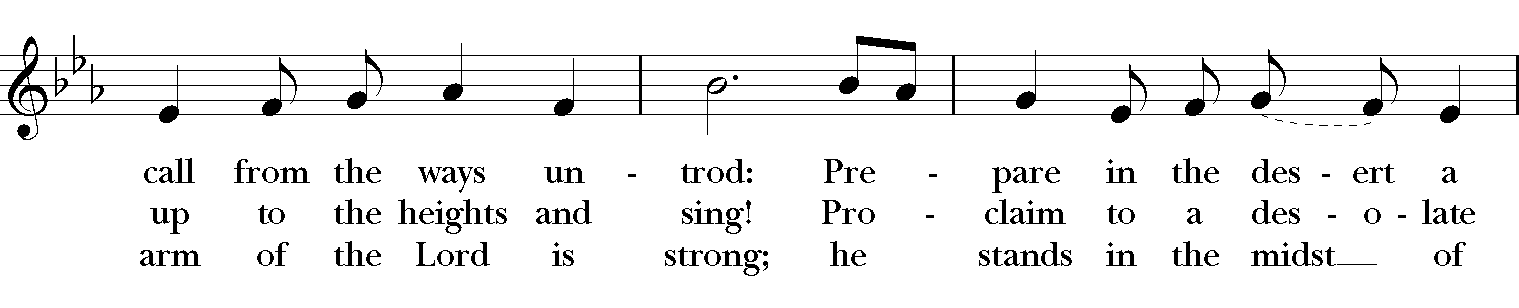 call from the ways un - trod: Pre - pare in the des - ert a
up to the heights and sing! Pro - claim to a des - o - late
arm of the Lord is strong; he stands in the midst__ of